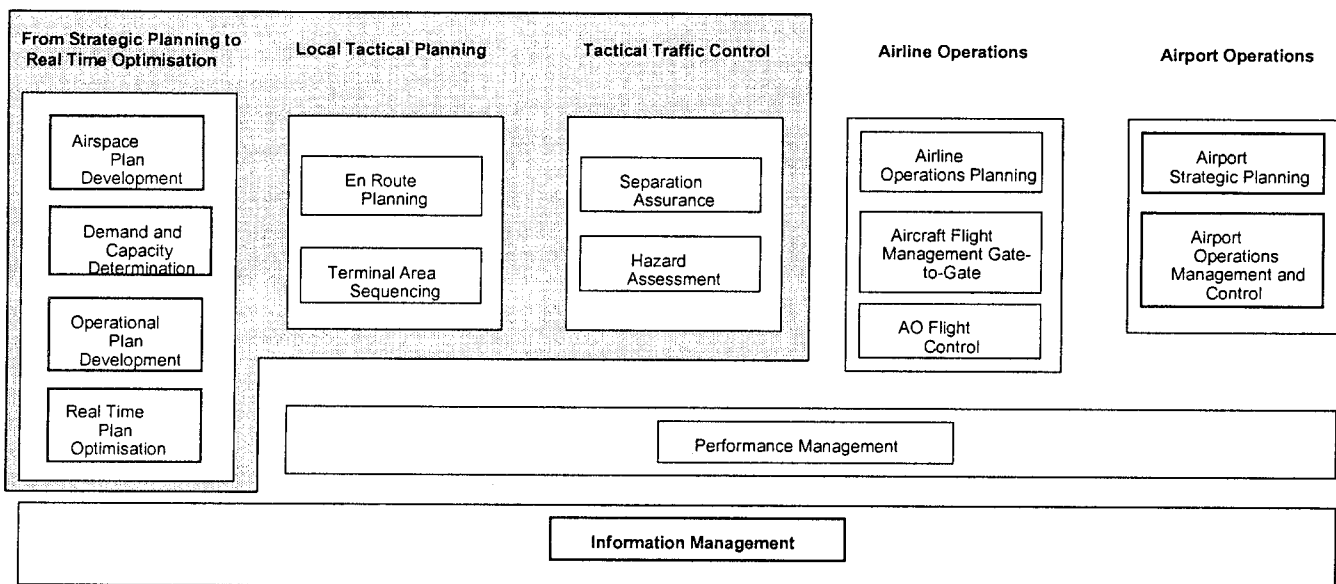 From Strategic Planning to
Real Time Optimisation
Local Tactical Planning
Tactical Traffic Control
Airline Operations
Airport Operations
Airspace
Plan
Development
Demand and
Capacity
Determination
Operational
Plan
Development
Real Time
Plan
Optimisation
En Route
Planning
Terminal Area
Sequencing
Separation
Assurance
Hazard
Assessment
Airline
Operations Planning
Aircraft Flight
Management Gate-
to-Gate
AO Flight
Control
Airport
Strategic Planning
Airport
Operations
Management and
Control
Performance Management
Information Management